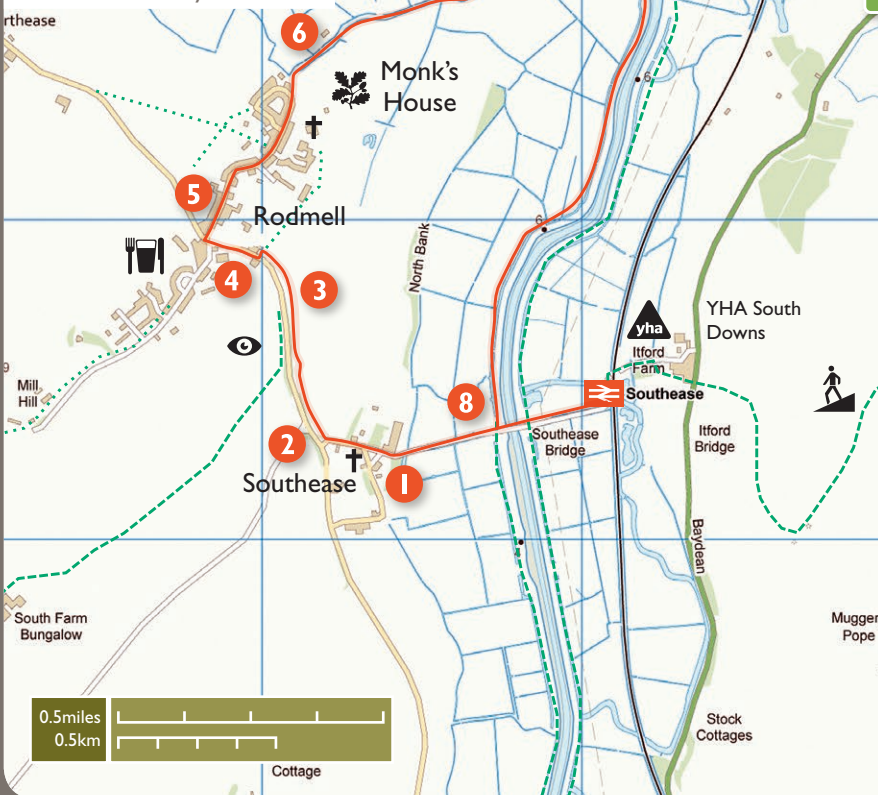 rthease
6
Monk's
House
6
5
Rodmell
6
North Bank
4
3
YHA South
Downs
yha
Itford
Farm
9
Mill
Hill
8
Southease
2
Southease
Bridge
Itford
Bridge
Southease
1
Baydean
South Farm
Bungalow
Mugger
Pope
0.5miles
0.5km
Stock
Cottages
Cottage